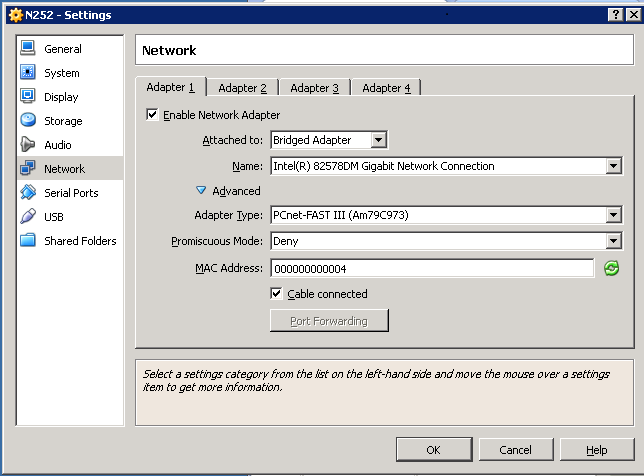 N252 - Settings
General
System
Display
Storage
Audio
Network
Serial Ports
USB
Shared Folders
Network
Adapter 1 Adapter 2 Adapter 3 Adapter 4
Enable Network Adapter
Attached to: Bridged Adapter
Name: Intel(R) 82578DM Gigabit Network Connection
Advanced
Adapter Type: PCnet-FAST III (Am79C973)
Promiscuous Mode: Deny
MAC Address: 000000000004
Cable connected
Port Forwarding
Select a settings category from the list on the left-hand side and move the mouse over a settings
item to get more information.
OK Cancel Help